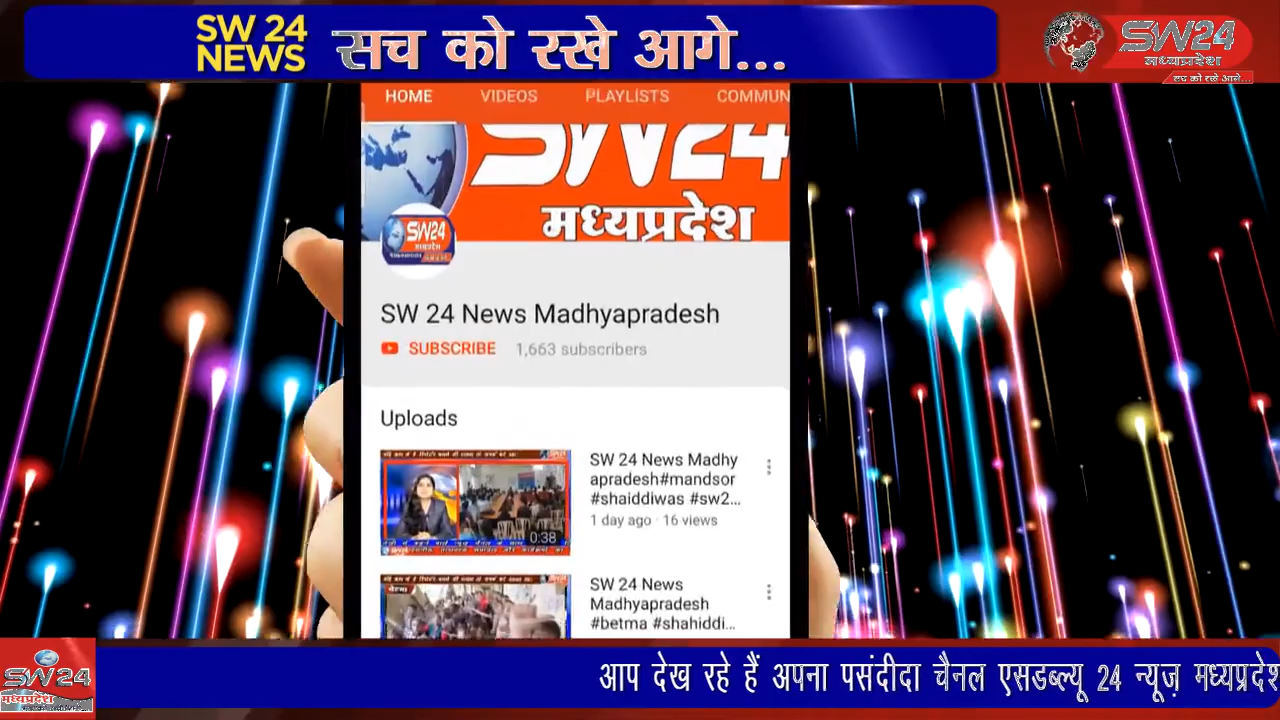 SW 24
NEWS
सच को रखे आगे...
SW24
मध्यप्रदेश
सच को रखे आगे...
HOME VIDEOS PLAYLISTS COMMUN
SW24
मध्यप्रदेश
SW24
SW 24 News Madhyapradesh
SUBSCRIBE 1,663 subscribers
Uploads
SW 24 News Madhy
apradesh#mandsor
#shaiddiwas #sw2...
1 day ago · 16 views
0:38
SW 24 News
Madhyapradesh
#betma #shahiddi...
SW24
मध्यप्रदेश
आप देख रहे हैं अपना पसंदीदा चैनल एसडब्ल्यू 24 न्यूज़ मध्यप्रदेश